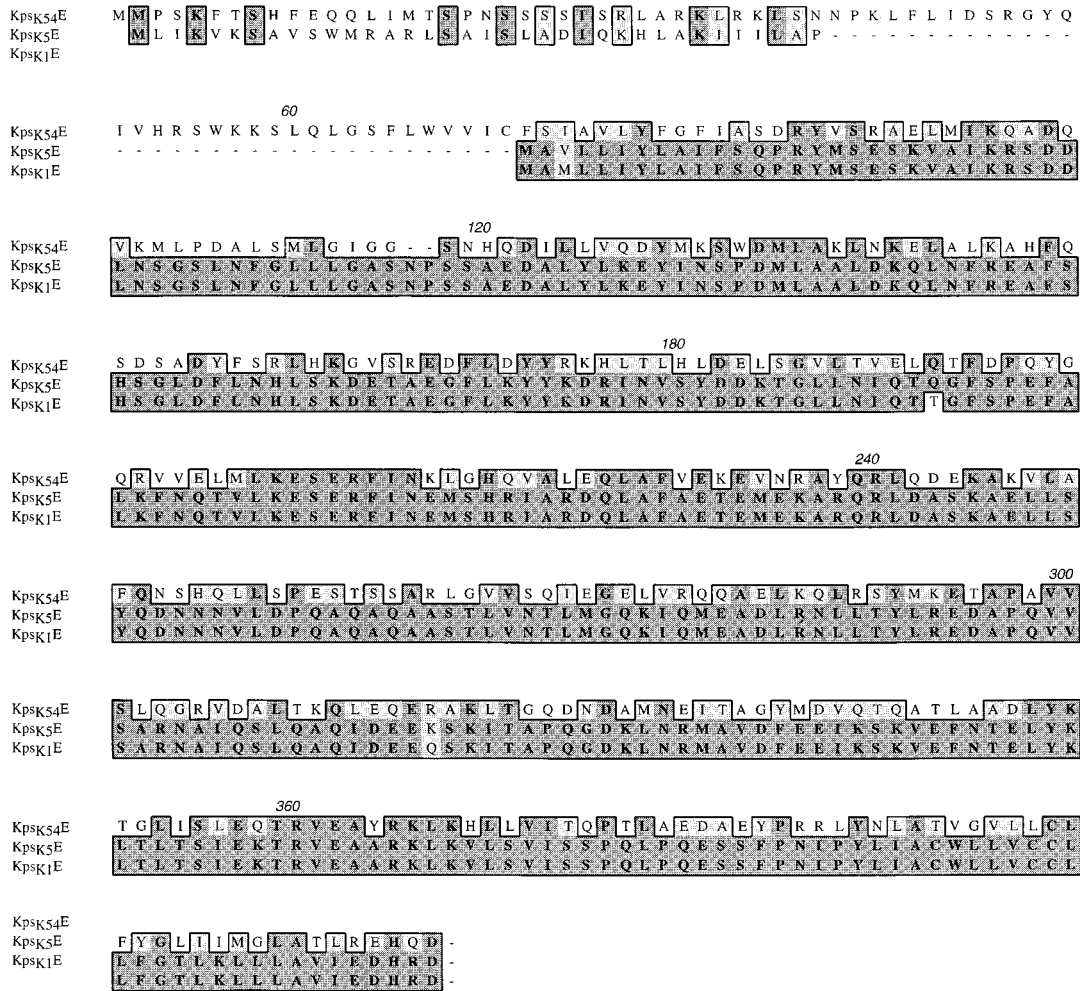 KpsK54E M M P S K F T S H F E Q Q L I M T S P N S S S S I S R L A R K L R K L S N N P K L F L I D S R G Y Q
KpsK5E M L I K V K S A V S W M R A R L S A I S L A D I Q K H L A K I I I L A P - - - - - - - - - - - - - -
KpsK1E
60
KpsK54E I V H R S W K K S L Q L G S F L W V V I C F S I A V L Y F G F I A S D R Y V S R A E L M I K Q A D Q
KpsK5E - - - - - - - - - - - - - - - - - - - - - M A V L L I Y L A I F S Q P R Y M S E S K V A I K R S D D
KpsK1E M A M L L I Y L A I F S Q P R Y M S E S K V A I K R S D D
120
KpsK54E V K M L P D A L S M L G I G G - - S N H Q D I L L V Q D Y M K S W D M L A K L N K E L A L K A H F Q
KpsK5E L N S G S L N F G L L L G A S N P S S A E D A L Y L K E Y I N S P D M L A A L D K Q L N F R E A F S
KpsK1E L N S G S L N F G L L L G A S N P S S A E D A L Y L K E Y I N S P D M L A A L D K Q L N F R E A F S
180
KpsK54E S D S A D Y F S R L H K G V S R E D F L D Y Y R K H L T L H L D E L S G V L T V E L Q T F D P Q Y G
KpsK5E H S G L D F L N H L S K D E T A E G F L K Y Y K D R I N V S Y D D K T G L L N I Q T Q G F S P E F A
KpsK1E H S G L D F L N H L S K D E T A E G F L K Y Y K D R I N V S Y D D K T G L L N I Q T T G F S P E F A
240
KpsK54E Q R V V E L M L K E S E R F I N K L G H Q V A L E Q L A F V E K E V N R A Y Q R L Q D E K A K V L A
KpsK5E L K F N Q T V L K E S E R F I N E M S H R I A R D Q L A F A E T E M E K A R Q R L D A S K A E L L S
KpsK1E L K F N Q T V L K E S E R F I N E M S H R I A R D Q L A F A E T E M E K A R Q R L D A S K A E L L S
300
KpsK54E F Q N S H Q L L S P E S T S S A R L G V V S Q I E G E L V R Q Q A E L K Q L R S Y M K E T A P A V V
KpsK5E Y Q D N N N V L D P Q A Q A Q A A S T L V N T L M G Q K I Q M E A D L R N L L T Y L R E D A P Q V V
KpsK1E Y Q D N N N V L D P Q A Q A Q A A S T L V N T L M G Q K I Q M E A D L R N L L T Y L R E D A P Q V V
KpsK54E S L Q G R V D A L T K Q L E Q E R A K L T G Q D N D A M N E I T A G Y M D V Q T Q A T L A A D L Y K
KpsK5E S A R N A I Q S L Q A Q I D E E K S K I T A P Q G D K L N R M A V D F E E I K S K V E F N T E L Y K
KpsK1E S A R N A I Q S L Q A Q I D E E Q S K I T A P Q G D K L N R M A V D F E E I K S K V E F N T E L Y K
360
KpsK54E T G L I S L E Q T R V E A Y R K L K H L L V I T Q P T L A E D A E Y P R R L Y N L A T V G V L L C L
KpsK5E L T L T S I E K T R V E A A R K L K V L S V I S S P Q L P Q E S S F P N I P Y L I A C W L L V C C L
KpsK1E L T L T S I E K T R V E A A R K L K V L S V I S S P Q L P Q E S S F P N I P Y L I A C W L L V C C L
KpsK54E
KpsK5E F Y G L I I M G L A T L R E H Q D -
KpsK1E L F G T L K L L L A V I E D H R D -
L F G T L K L L L A V I E D H R D -